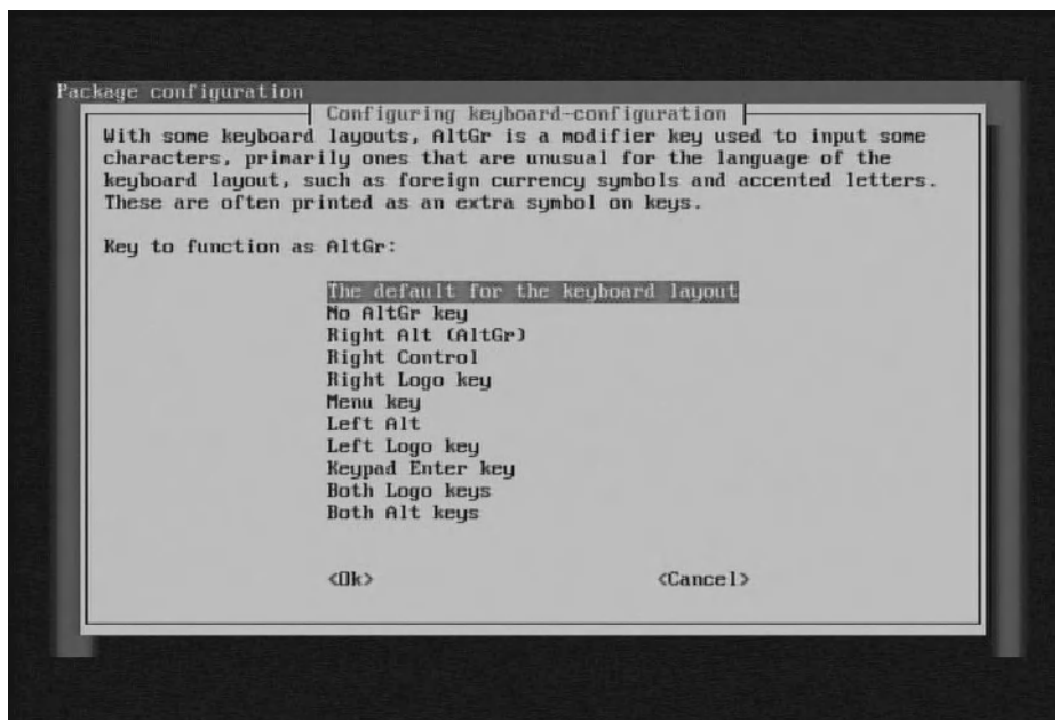 Package configuration
Configuring keyboard-configuration
With some keyboard layouts, AltGr is a modifier key used to input some
characters, primarily ones that are unusual for the language of the
keyboard layout, such as foreign currency symbols and accented letters.
These are often printed as an extra symbol on keys.
Key to function as AltGr:
The default for the keyboard layout
No AltGr key
Right Alt (AltGr)
Right Control
Right Logo key
Menu key
Left Alt
Left Logo key
Keypad Enter key
Both Logo keys
Both Alt keys
<Ok> <Cancel>